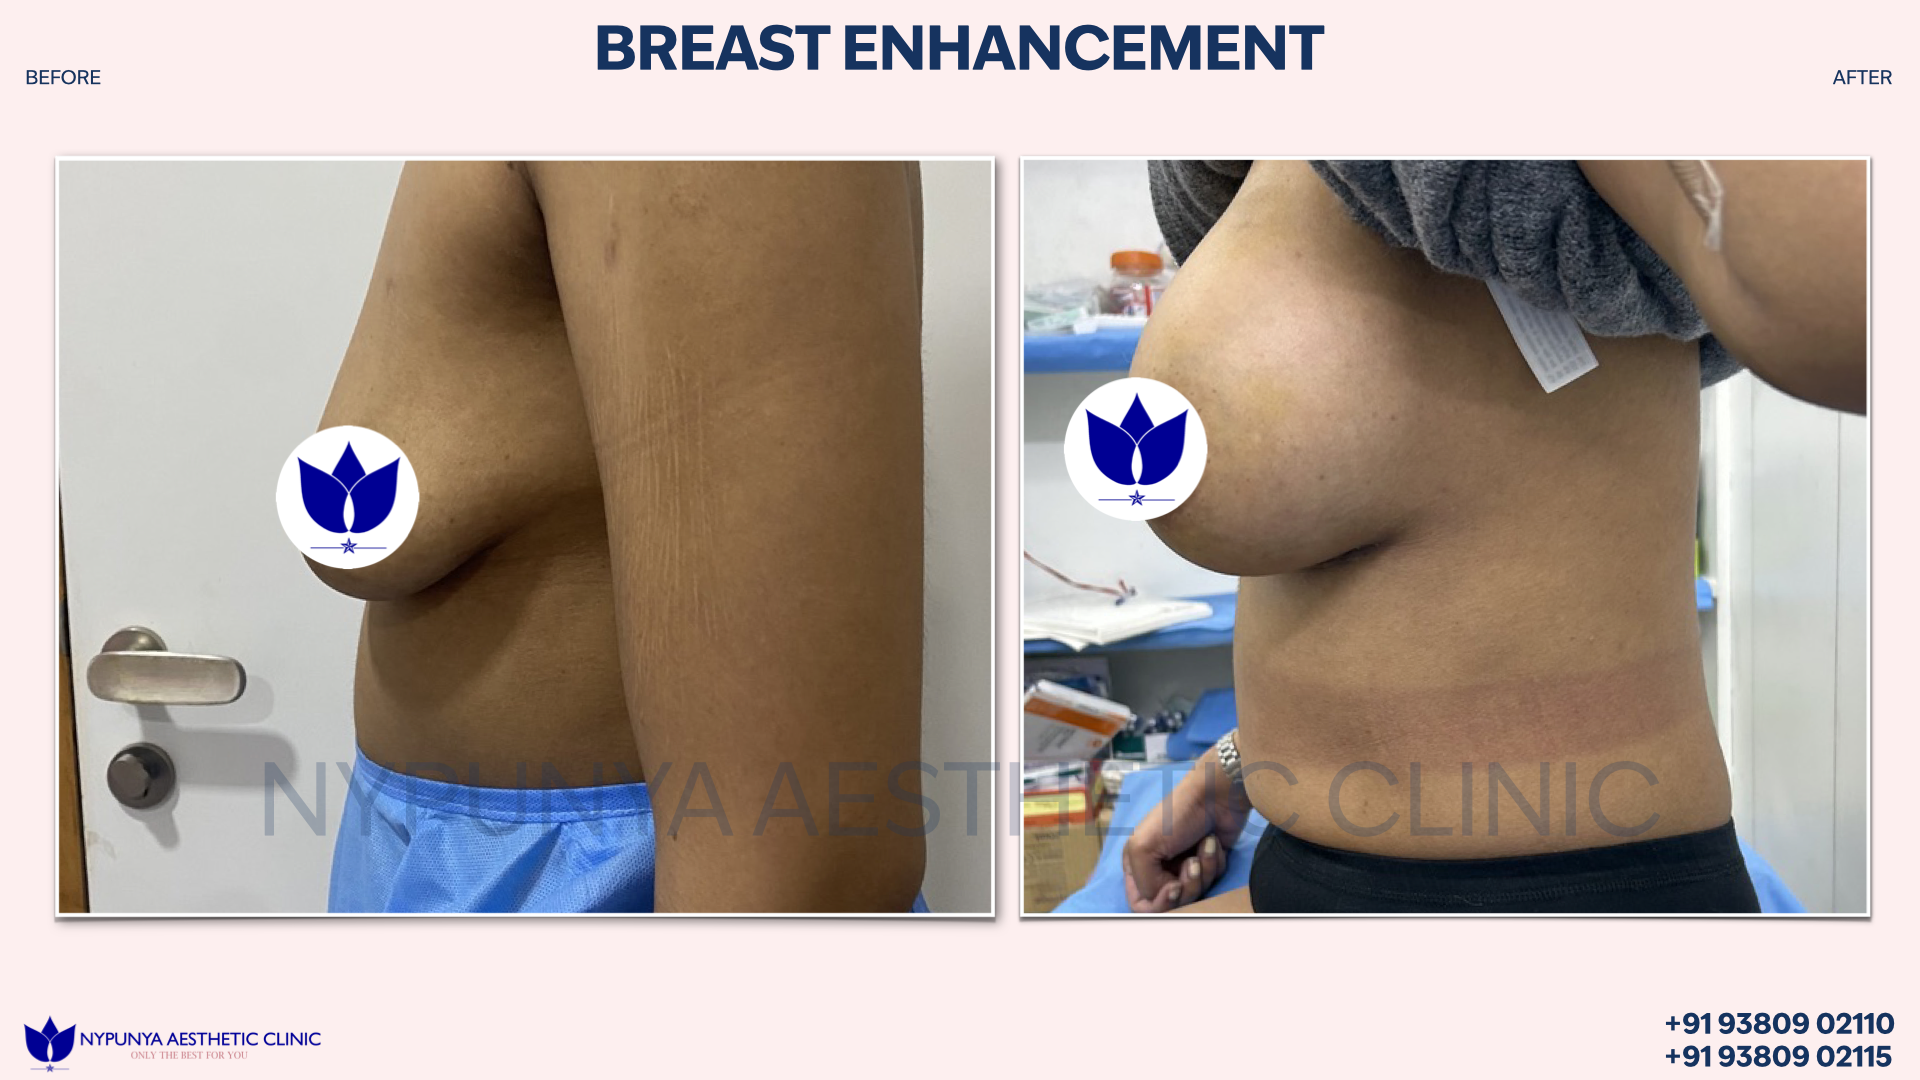 BREAST ENHANCEMENT
BEFORE
AFTER
NYPUNYA AESTHETIC CLINIC
NYPUNYA AESTHETIC CLINIC
ONLY THE BEST FOR YOU
+91 93809 02110
+91 93809 02115